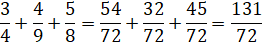 3/4 + 4/9 + 5/8 = 54/72 + 32/72 + 45/72 = 131/72